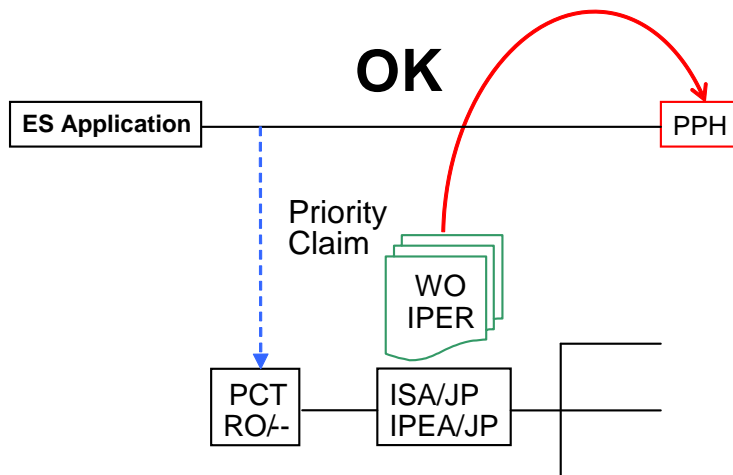 OK
ES Application
PPH
Priority
Claim
WO
IPER
PCT
RO/--
ISA/JP
IPEA/JP